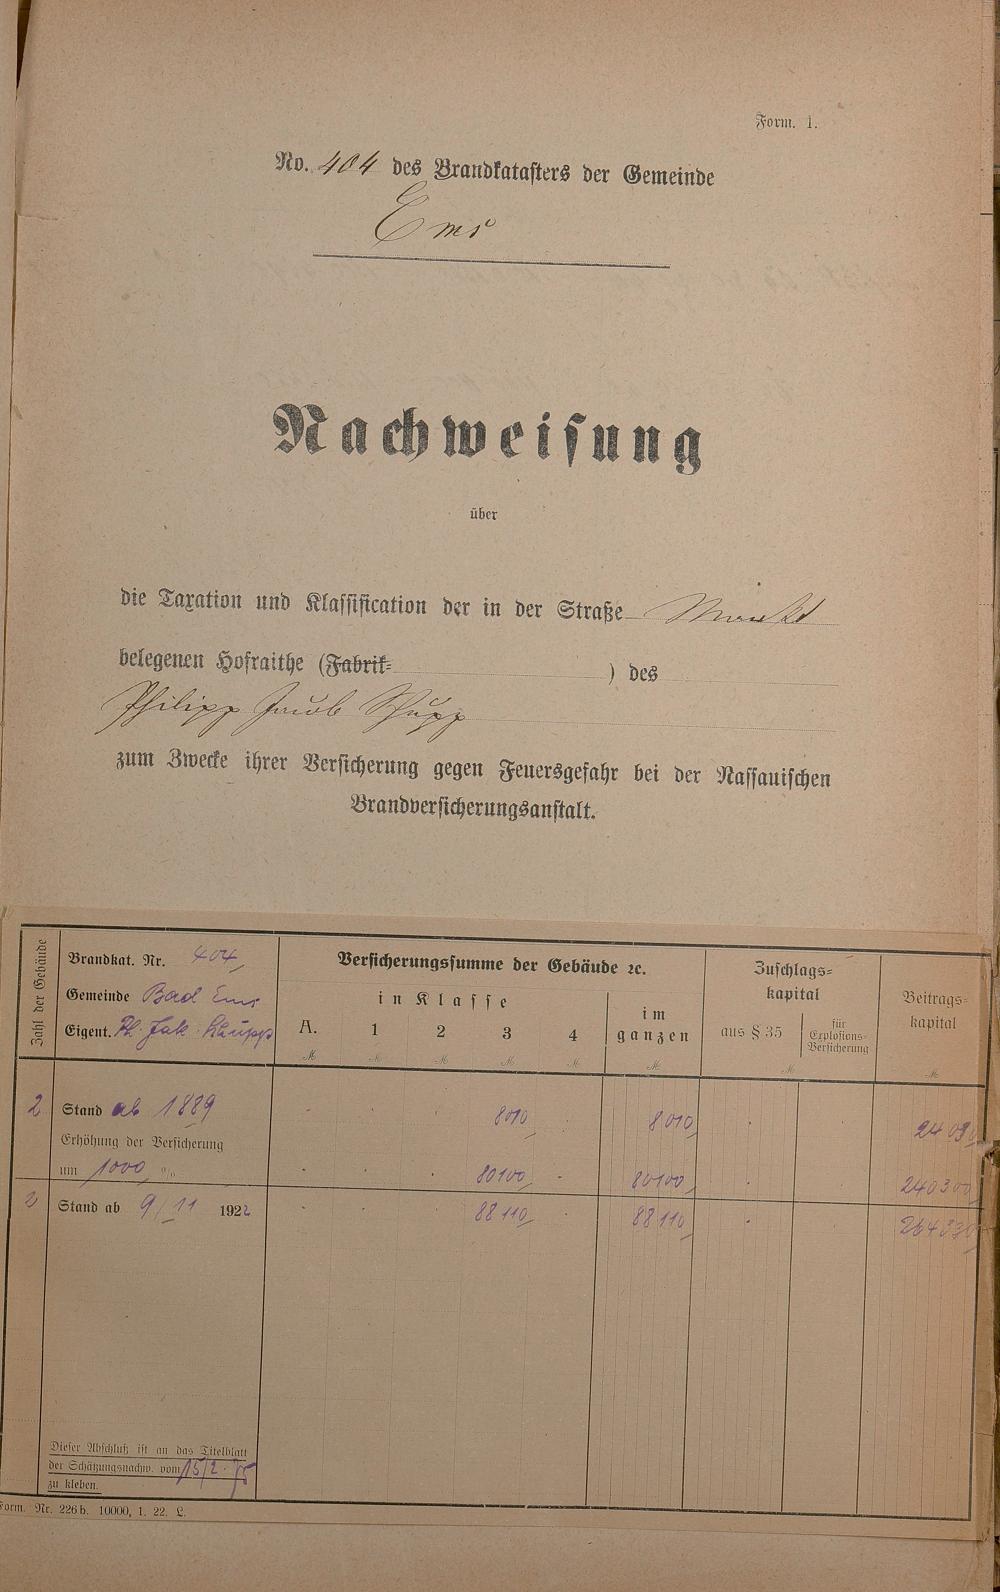 Form. 1.
No. 404 des Brandkatasters der Gemeinde
Ems
Nachweisung
über
die Taxation und Klassification der in der Straße Markt
belegenen Hofraithe (Fabrik= ) des
Philipp Jacob
zum Zwecke ihrer Versicherung gegen Feuersgefahr bei der Nassauischen
Brandversicherungsanstalt.
Zahl der Gebäude
Brandkat. Nr. 404,
Gemeinde Bad Ems
Eigent. Ph. Jak.
Versicherungssumme der Gebäude ꝛc.
in Klasse
A. 1 2 3 4
im
ganzen
Zuschlags=
kapital
aus § 35
für
Explosions-
Versicherung
Beitrags=
kapital
M M M M M M M M
2 Stand ab 1889 8010, 8010, 24030
Erhöhung der Versicherung
um 1000, % 80100, 80100, 240300,
2 Stand ab 9/11 1922 88110, 88110, 264330,
Dieser Abschluß ist an das Titelblatt
der Schätzungsnachw. vom 15/2. 75
zu kleben.
Form. Nr. 226b. 10000, 1. 22. L.